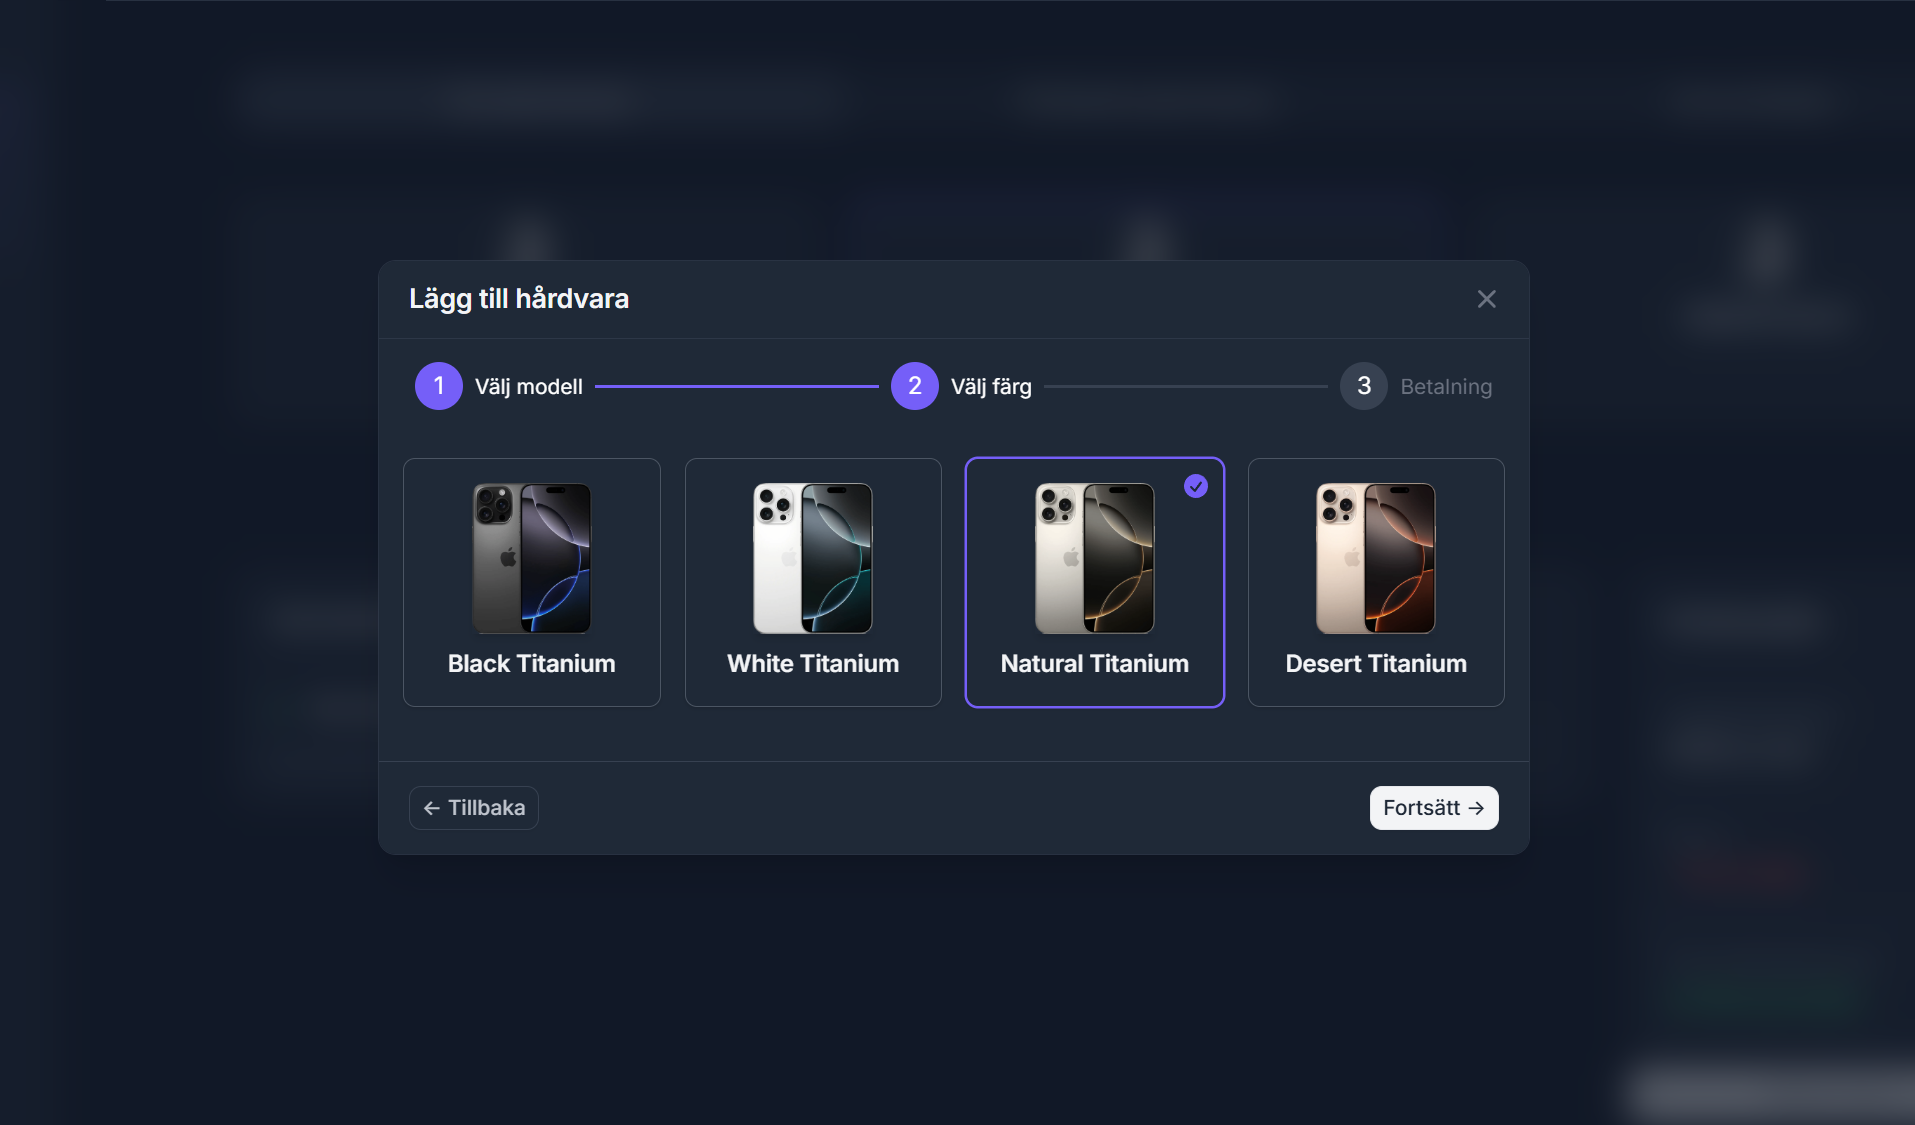 Lägg till hårdvara
1 Välj modell 2 Välj färg 3 Betalning
Black Titanium White Titanium Natural Titanium Desert Titanium
← Tillbaka Fortsätt →